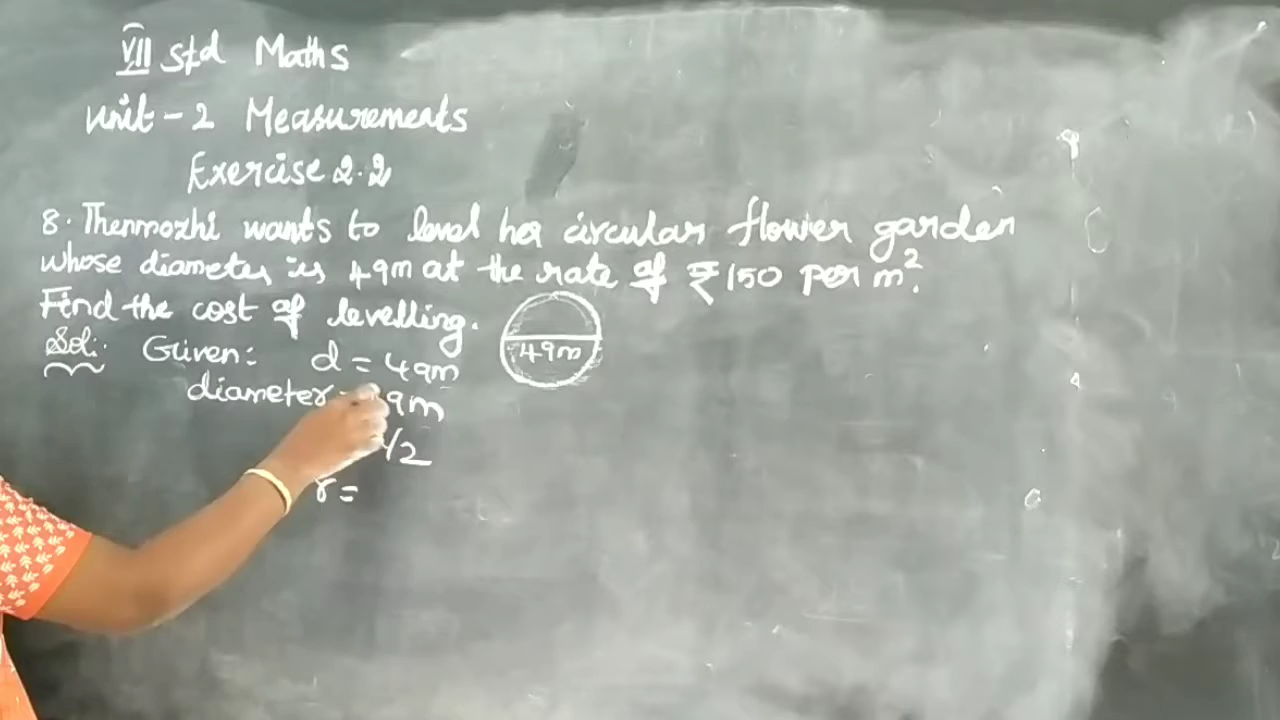 VII Std Maths
Unit - 2 Measurements
Exercise 2.2
8. Thenmozhi wants to level her circular flower garden
whose diameter is 49m at the rate of ₹150 per m².
Find the cost of levelling.
49m
Sol:
Given: d = 49m
diameter = 9m
/2
r =